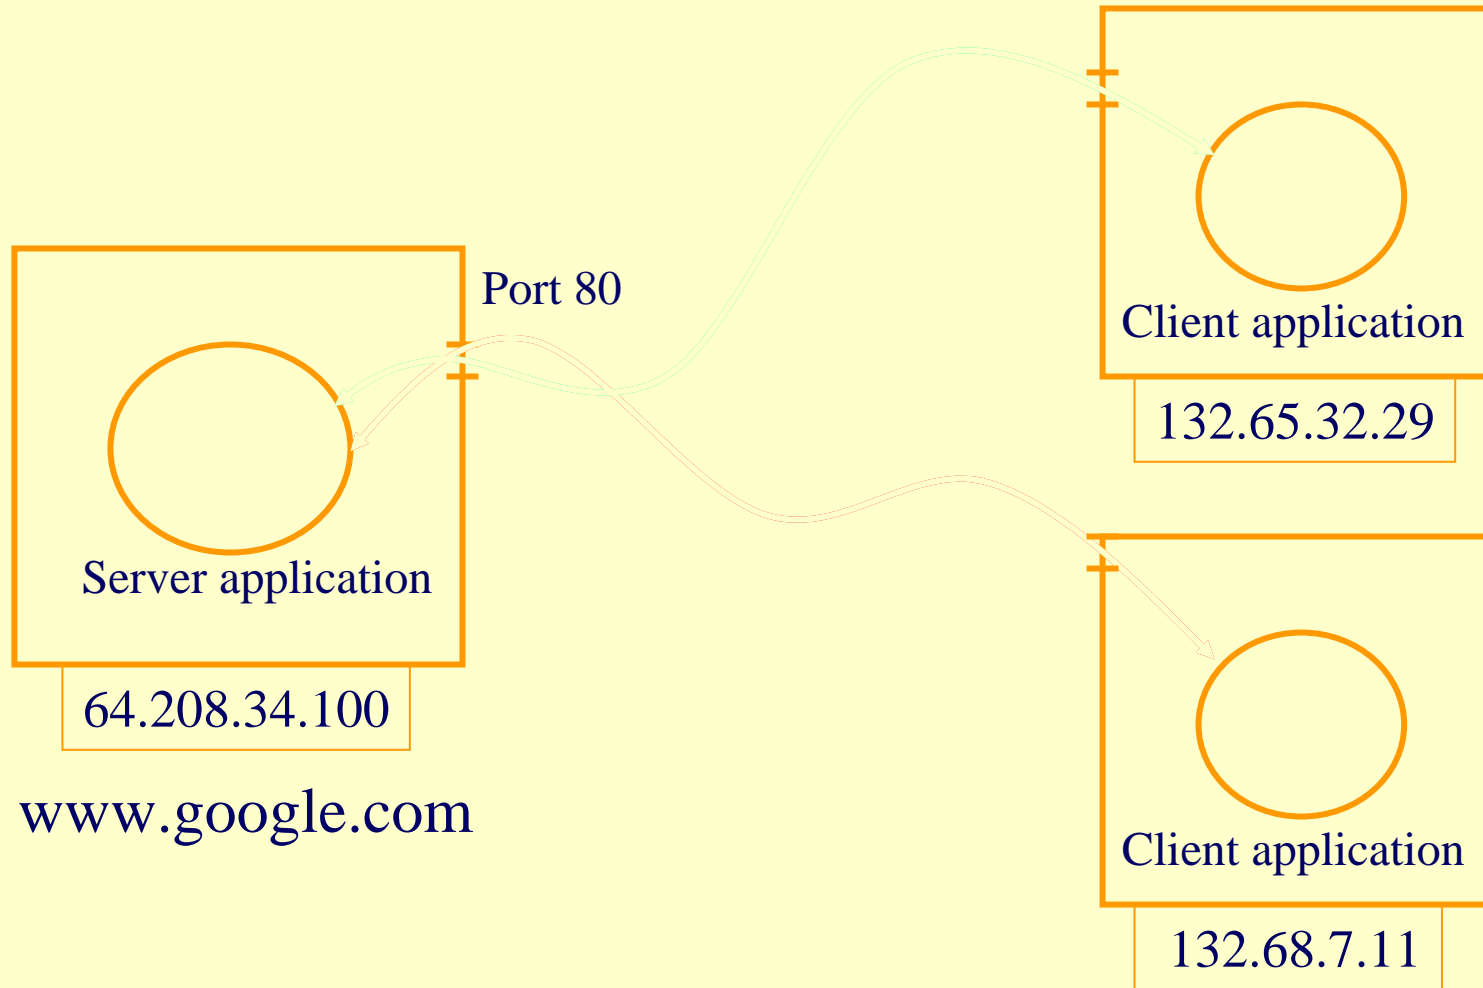 Port 80
Server application
64.208.34.100
www.google.com
Client application
132.65.32.29
Client application
132.68.7.11